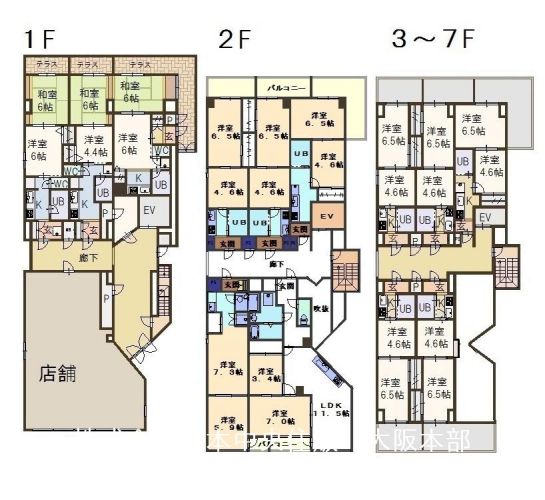 1F
テラス テラス テラス
和室 6帖
和室 6帖
和室 6帖
洋室 6帖
洋室 4.4帖
洋室 6帖
玄
WC
WC
WC
UB
K
UB
K
UB
K
P
EV
玄
玄
廊下
P
店舗
2F
バルコニー
洋室 6.5帖
洋室 6.5帖
洋室 6.5帖
UB
洋室 4.6帖
洋室 4.6帖
洋室 4.6帖
UB
UB
EV
玄関
玄関
玄関
廊下
玄関
玄関
吹抜
洋室 7.3帖
洋室 3.4帖
洋室 5.9帖
洋室 7.0帖
LDK 11.5帖
バルコニー
3～7F
洋室 6.5帖
洋室 6.5帖
洋室 6.5帖
UB
洋室 4.6帖
洋室 4.6帖
洋室 4.6帖
K
UB
UB
EV
玄
P
玄
玄
廊下
玄
P
玄
UB
UB
洋室 4.6帖
洋室 4.6帖
洋室 6.5帖
洋室 6.5帖
大阪本部